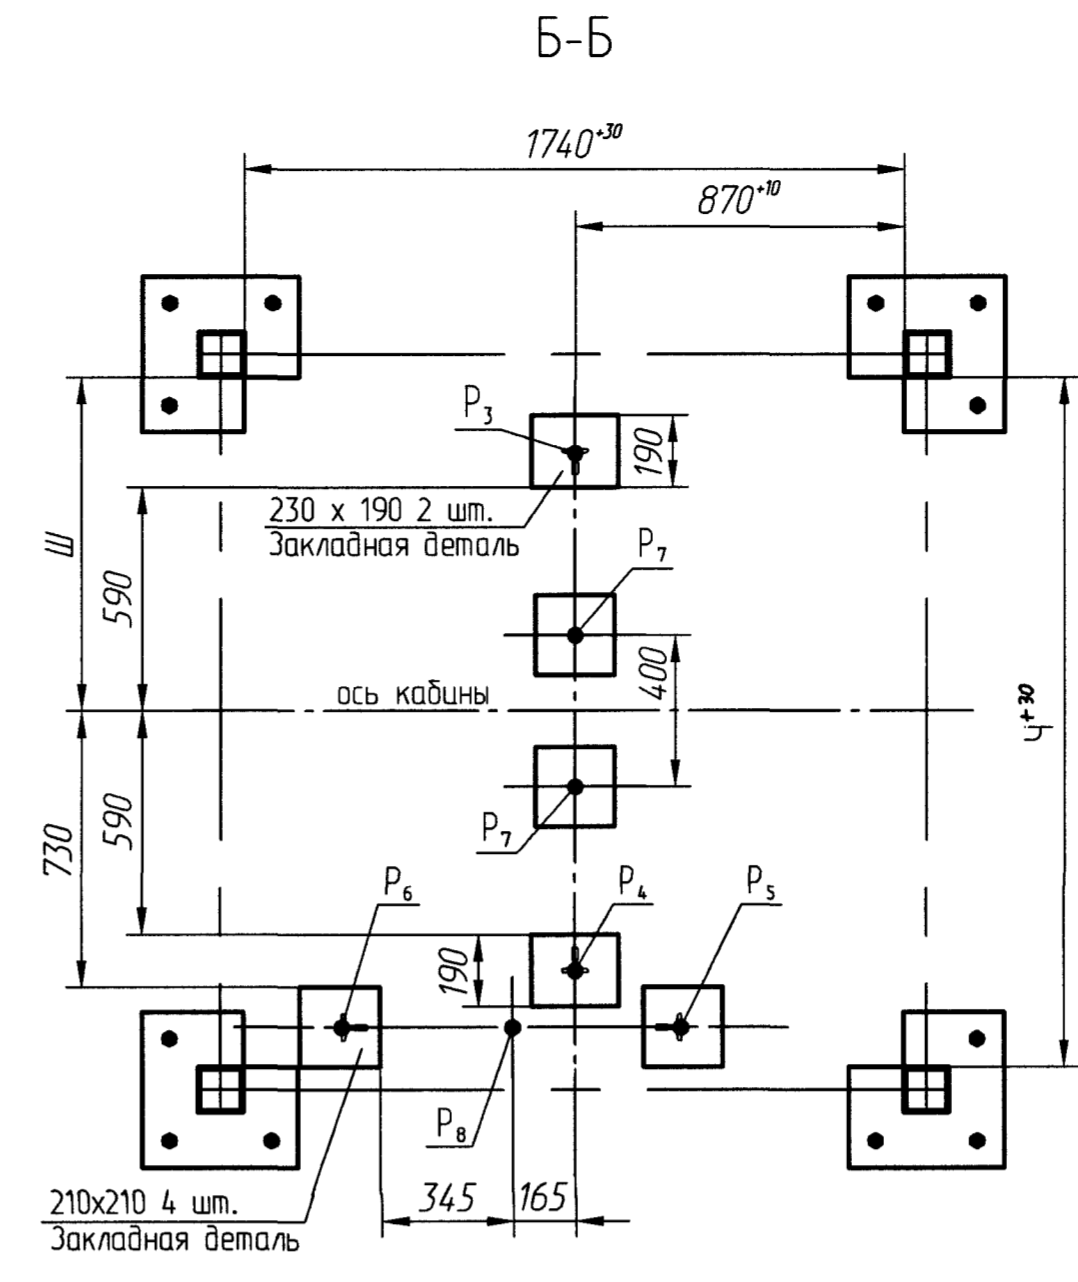 Б-Б
1740⁺³⁰
870⁺¹⁰
P₃
190
230 x 190 2 шт.
Закладная деталь
P₇
Ш
590
400
ось кабины
Ч⁺³⁰
P₇
590
730
P₆
P₄
P₅
190
P₈
345
165
210x210 4 шт.
Закладная деталь